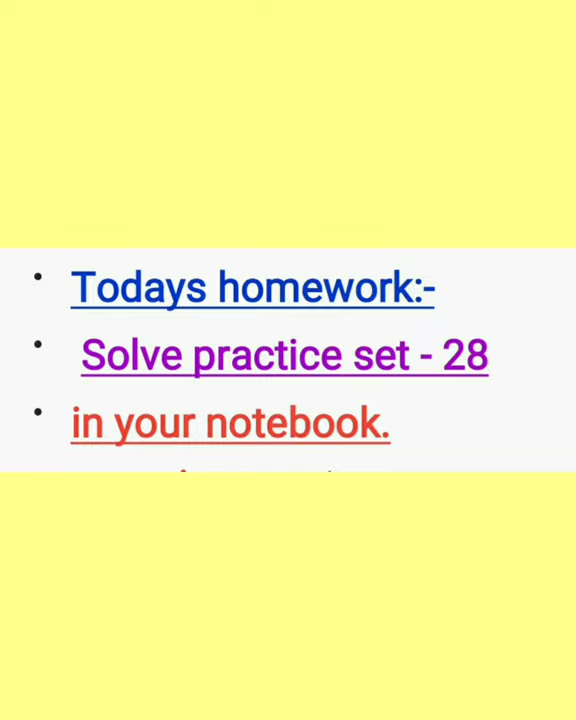 • Todays homework:-
• Solve practice set - 28
• in your notebook.